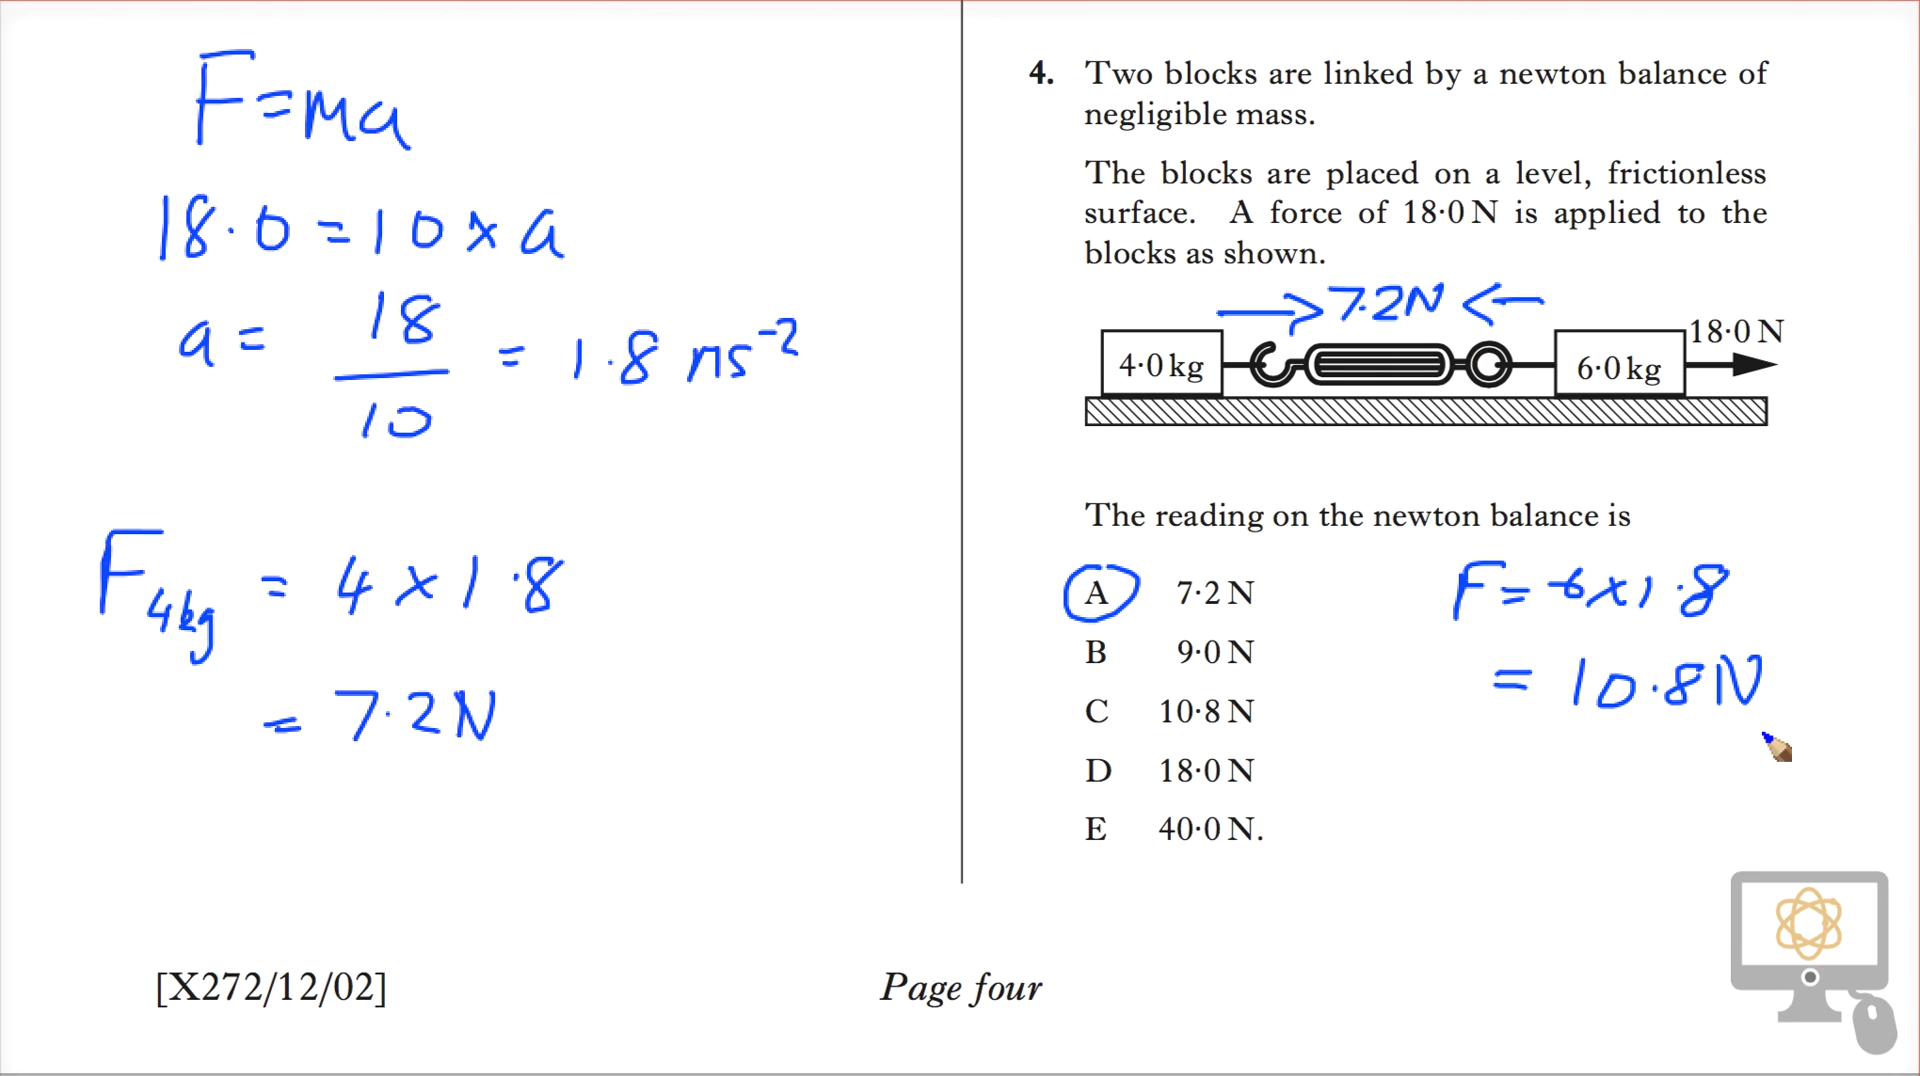 F=ma
18.0=10×a
a= 18/10 = 1.8 ms⁻²
F4kg = 4×1.8
= 7.2N
4. Two blocks are linked by a newton balance of
negligible mass.
The blocks are placed on a level, frictionless
surface. A force of 18·0 N is applied to the
blocks as shown.
7.2N
18·0 N
4·0 kg
6·0 kg
The reading on the newton balance is
A 7·2 N
B 9·0 N
C 10·8 N
D 18·0 N
E 40·0 N.
F=6×1.8
= 10.8N
[X272/12/02]
Page four